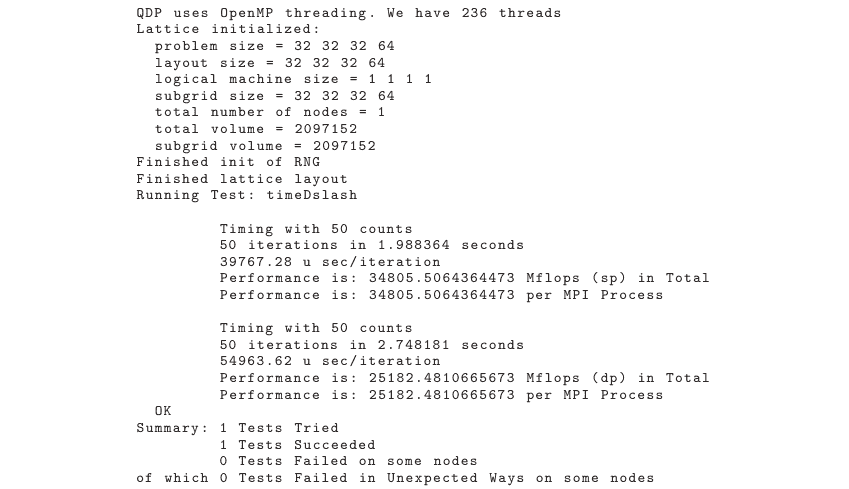 QDP uses OpenMP threading. We have 236 threads
Lattice initialized:
problem size = 32 32 32 64
layout size = 32 32 32 64
logical machine size = 1 1 1 1
subgrid size = 32 32 32 64
total number of nodes = 1
total volume = 2097152
subgrid volume = 2097152
Finished init of RNG
Finished lattice layout
Running Test: timeDslash
Timing with 50 counts
50 iterations in 1.988364 seconds
39767.28 u sec/iteration
Performance is: 34805.5064364473 Mflops (sp) in Total
Performance is: 34805.5064364473 per MPI Process
Timing with 50 counts
50 iterations in 2.748181 seconds
54963.62 u sec/iteration
Performance is: 25182.4810665673 Mflops (dp) in Total
Performance is: 25182.4810665673 per MPI Process
OK
Summary: 1 Tests Tried
1 Tests Succeeded
0 Tests Failed on some nodes
of which 0 Tests Failed in Unexpected Ways on some nodes